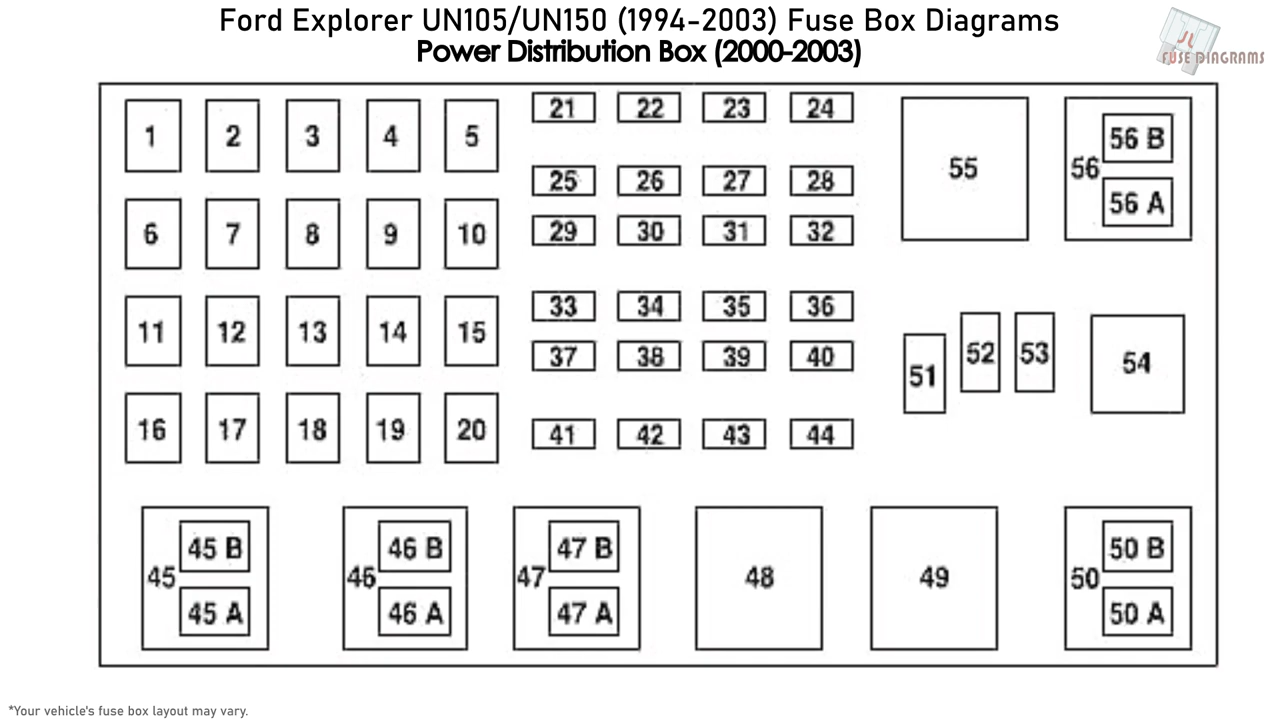 Ford Explorer UN105/UN150 (1994-2003) Fuse Box Diagrams
Power Distribution Box (2000-2003)
JL
FUSE DIAGRAMS
1 2 3 4 5
21 22 23 24
55
56 56 B
56 A
25 26 27 28
6 7 8 9 10
29 30 31 32
11 12 13 14 15
33 34 35 36
37 38 39 40
51 52 53 54
16 17 18 19 20
41 42 43 44
45 45 B
45 A
46 46 B
46 A
47 47 B
47 A
48
49
50 50 B
50 A
*Your vehicle's fuse box layout may vary.